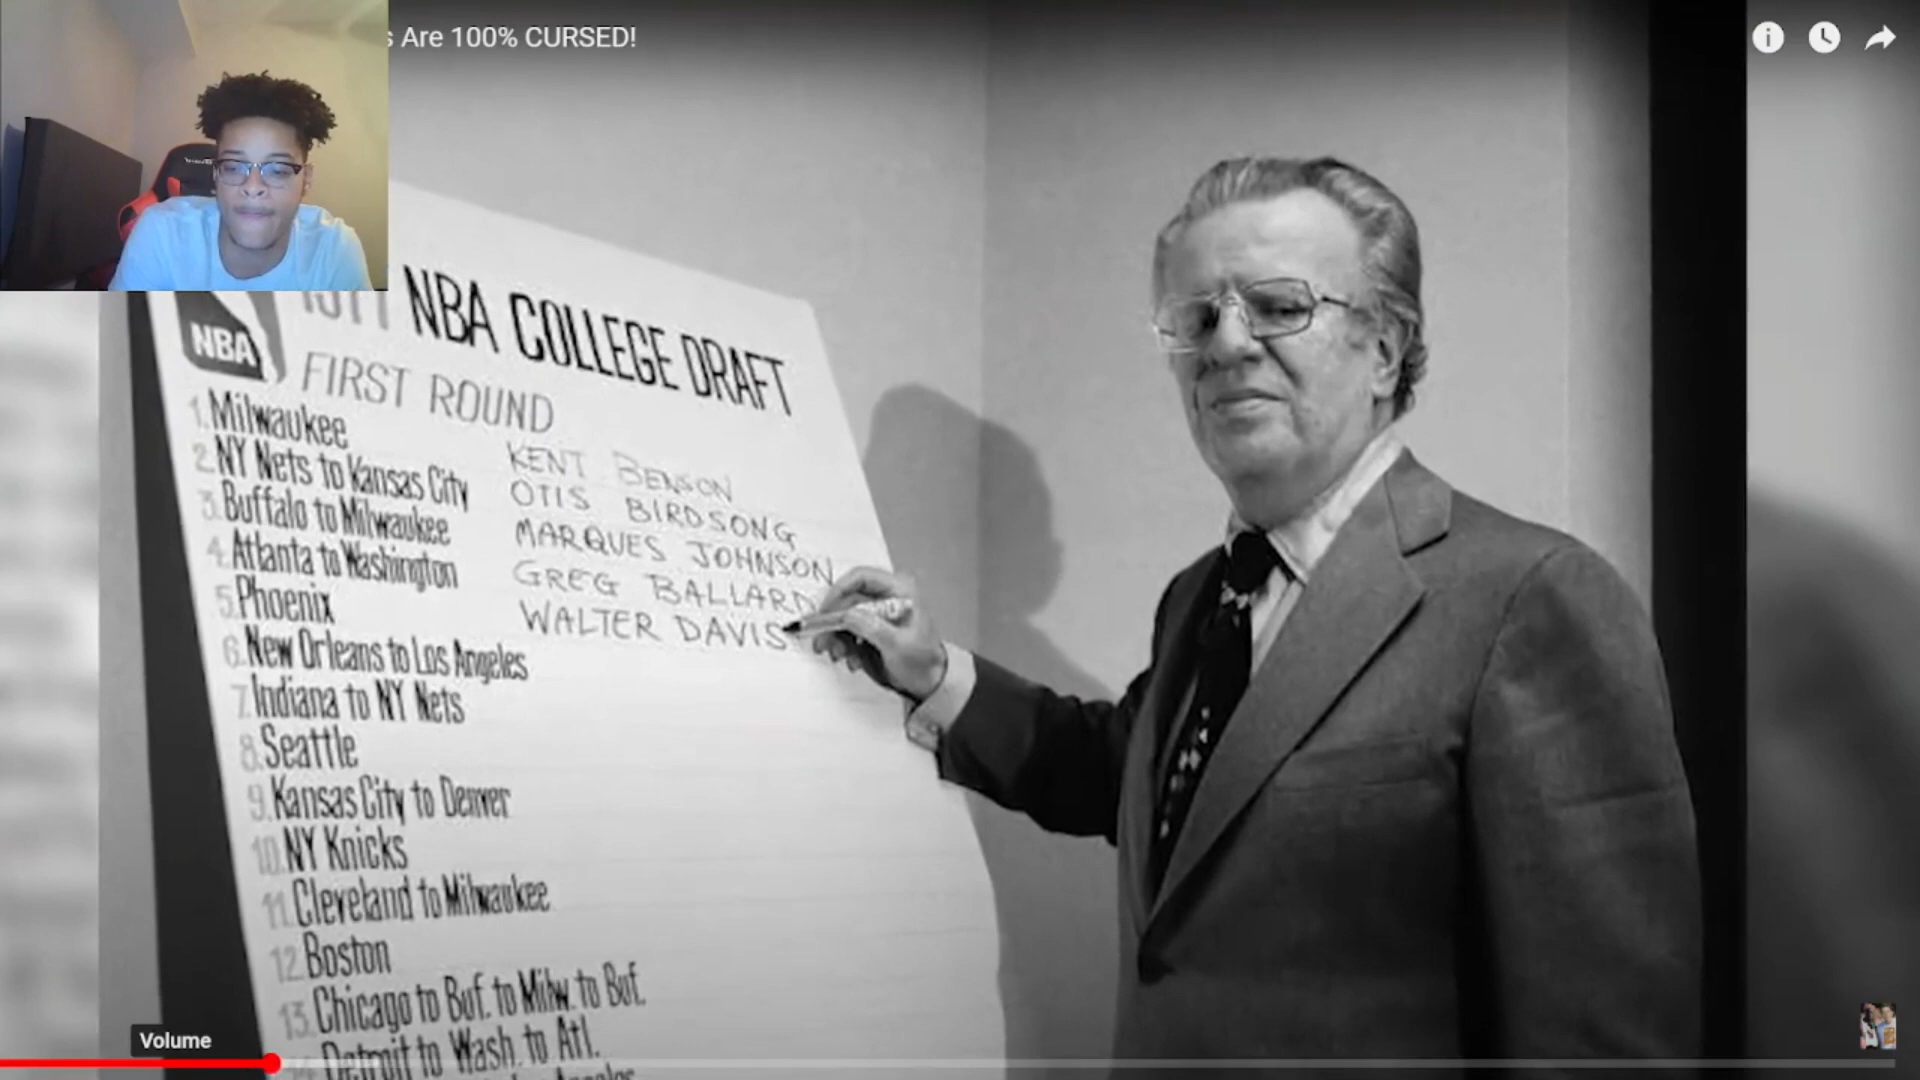 Are 100% CURSED!
NBA COLLEGE DRAFT
NBA
FIRST ROUND
1. Milwaukee KENT BENSON
2. NY Nets to Kansas City OTIS BIRDSONG
3. Buffalo to Milwaukee MARQUES JOHNSON
4. Atlanta to Washington GREG BALLARD
5. Phoenix WALTER DAVIS
6. New Orleans to Los Angeles
7. Indiana to NY Nets
8. Seattle
9. Kansas City to Denver
10. NY Knicks
11. Cleveland to Milwaukee
12. Boston
13. Chicago to Buf. to Milw. to Buf.
Detroit to Wash. to Atl.
Volume